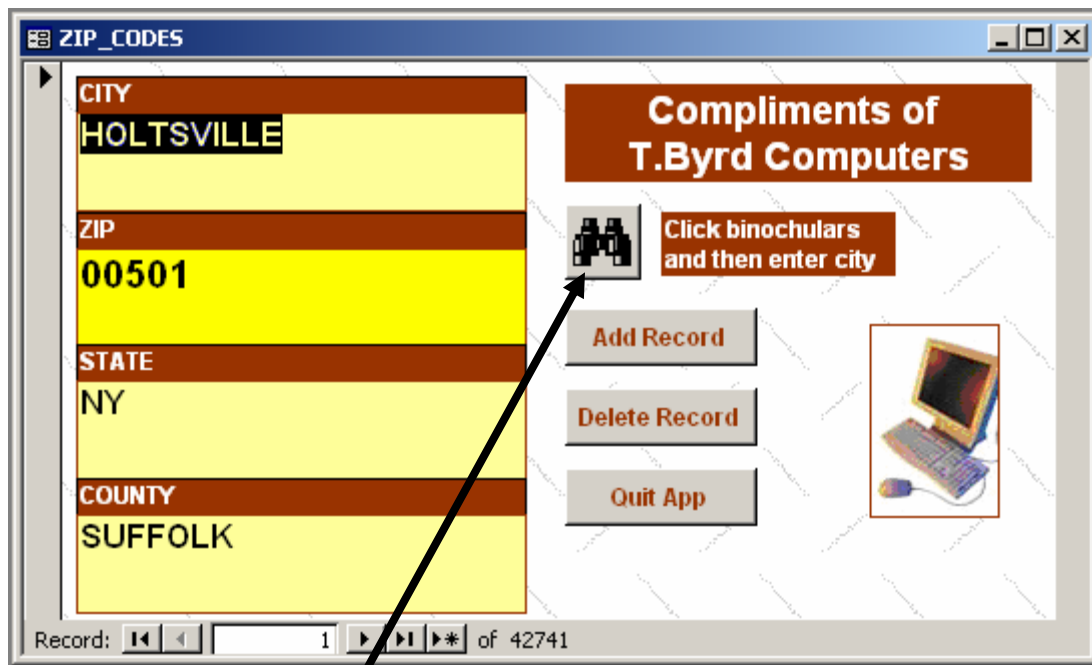 ZIP_CODES
CITY
HOLTSVILLE
ZIP
00501
STATE
NY
COUNTY
SUFFOLK
Compliments of
T.Byrd Computers
Click binochulars
and then enter city
Add Record
Delete Record
Quit App
Record: 1 of 42741